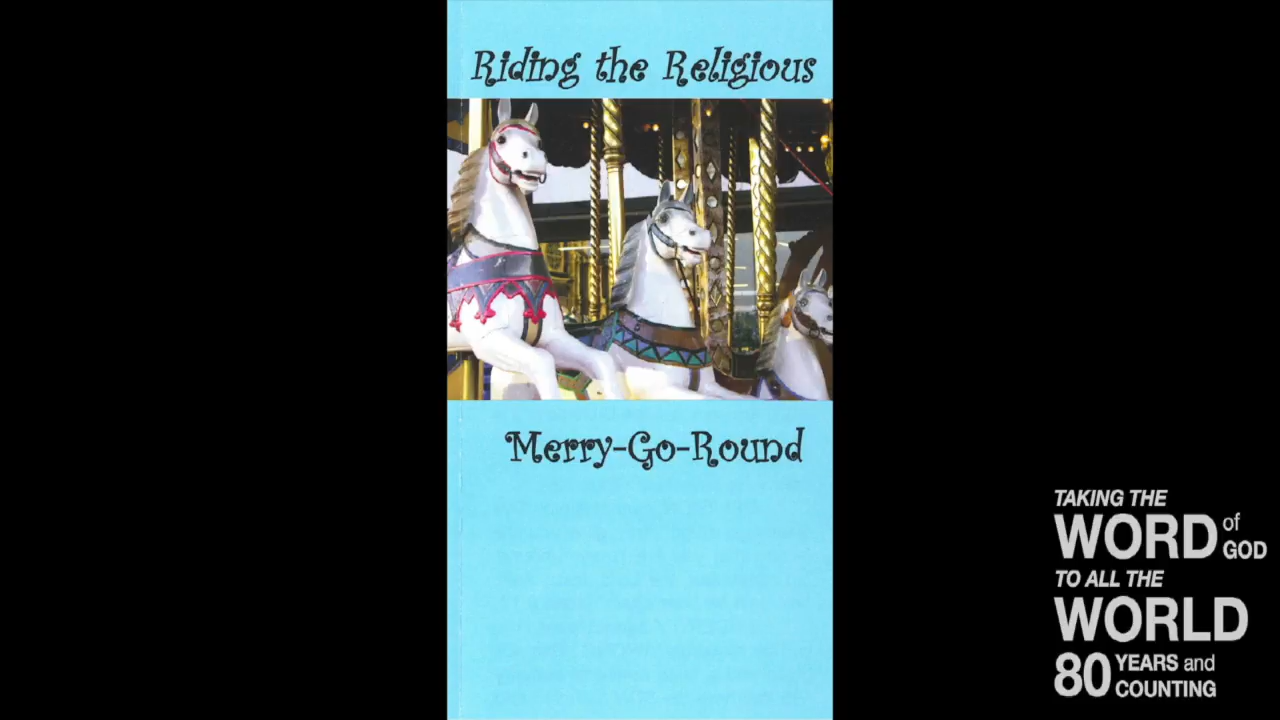 Riding the Religious
Merry-Go-Round
TAKING THE
WORD of GOD
TO ALL THE
WORLD
80 YEARS and
COUNTING